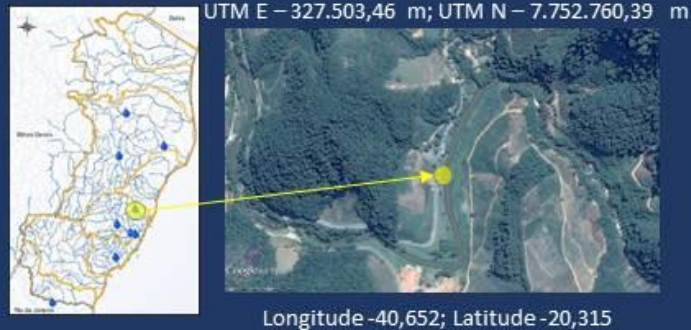 UTM E – 327.503,46 m; UTM N – 7.752.760,39 m
Bahia
Minas Gerais
Rio de Janeiro
Google
Longitude -40,652; Latitude -20,315